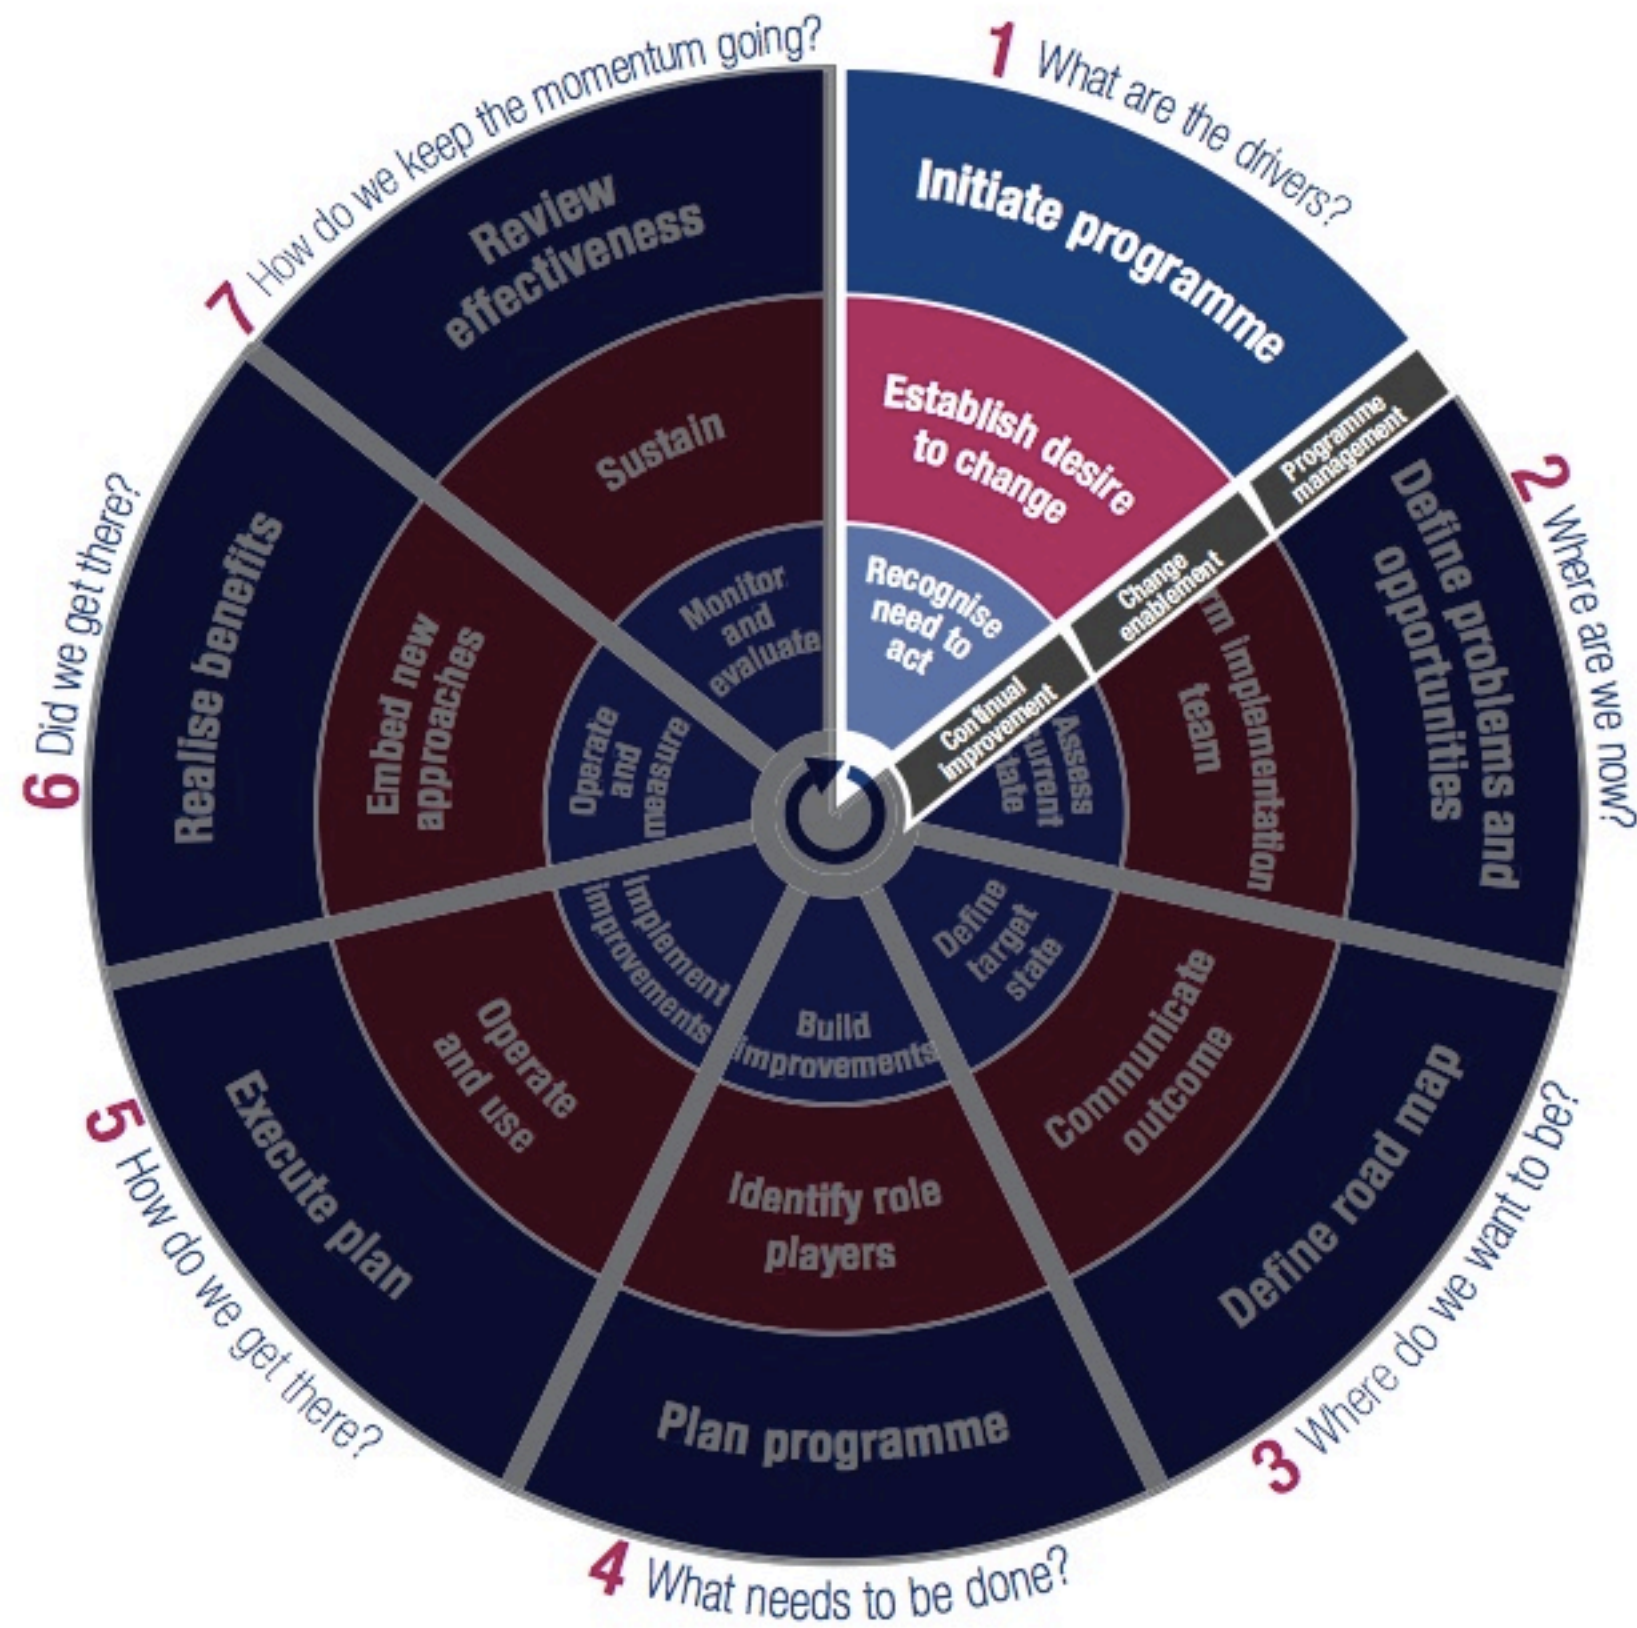 1 What are the drivers?
Initiate programme
Establish desire
to change
Recognise
need to
act
Programme
management
Change
enablement
Continual
improvement
2 Where are we now?
Define problems and
opportunities
rm implementation
team
Assess
current
state
3 Where do we want to be?
Define road map
Communicate
outcome
Define
target
state
4 What needs to be done?
Plan programme
Identify role
players
Build
improvements
5 How do we get there?
Execute plan
Operate
and use
Implement
improvements
6 Did we get there?
Realise benefits
Embed new
approaches
Operate
and
measure
7 How do we keep the momentum going?
Review
effectiveness
Sustain
Monitor
and
evaluate